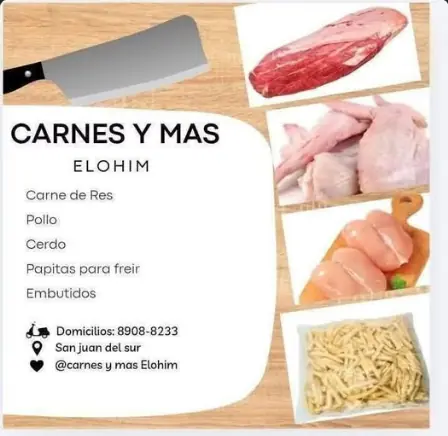 CARNES Y MAS
ELOHIM
Carne de Res
Pollo
Cerdo
Papitas para freir
Embutidos
Domicilios: 8908-8233
San juan del sur
@carnes y mas Elohim